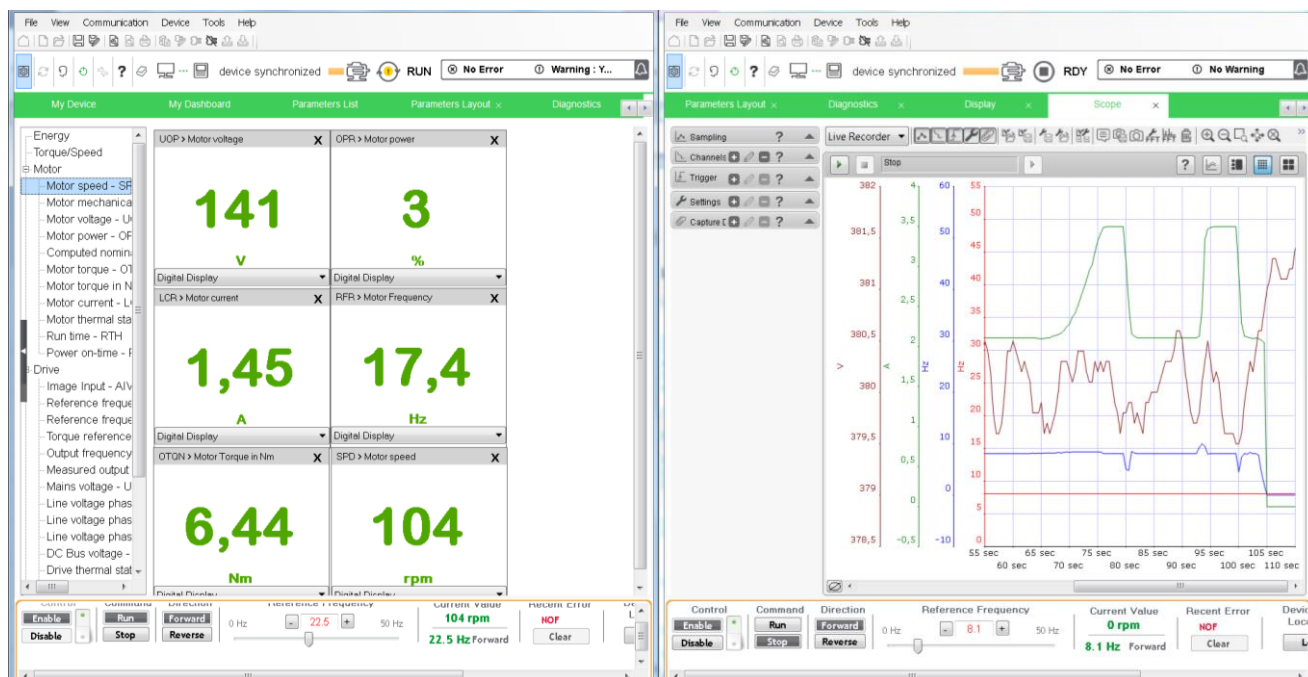 File View Communication Device Tools Help
device synchronized RUN No Error Warning : Y...
My Device My Dashboard Parameters List Parameters Layout × Diagnostics
Energy
Torque/Speed
Motor
Motor speed - SP
Motor mechanica
Motor voltage - U
Motor power - OF
Computed nomin
Motor torque - OT
Motor torque in N
Motor current - L
Motor thermal sta
Run time - RTH
Power on-time - F
Drive
Image Input - AIV
Reference freque
Reference freque
Torque reference
Output frequency
Measured output
Mains voltage - U
Line voltage phas
Line voltage phas
Line voltage phas
DC Bus voltage -
Drive thermal stat
UOP > Motor voltage X
141
V
Digital Display
OPR > Motor power X
3
%
Digital Display
LCR > Motor current X
1,45
A
Digital Display
RFR > Motor Frequency X
17,4
Hz
Digital Display
OTQN > Motor Torque in Nm X
6,44
Nm
Digital Display
SPD > Motor speed X
104
rpm
Digital Display
Control Command Direction Reference Frequency Current Value Recent Error
Enable Run Forward 0 Hz - 22.5 + 50 Hz 104 rpm NOF
Disable Stop Reverse 22.5 Hz Forward Clear
File View Communication Device Tools Help
device synchronized RDY No Error No Warning
Parameters Layout × Diagnostics × Display × Scope ×
Sampling ?
Channels ?
Trigger ?
Settings ?
Capture D ?
Live Recorder
Stop
382 4 60 55
50
381,5 3,5 50
45
3
381 40 40
2,5
35
380,5 2 30 30
V A Hz Hz
380 1,5 20 25
20
379,5 1 10
15
0,5
379 0 0 10
5
378,5 -0,5 -10 0
55 sec 65 sec 75 sec 85 sec 95 sec 105 sec
60 sec 70 sec 80 sec 90 sec 100 sec 110 sec
Control Command Direction Reference Frequency Current Value Recent Error Devic
Enable Run Forward 0 Hz - 8.1 + 50 Hz 0 rpm NOF Loca
Disable Stop Reverse 8.1 Hz Forward Clear L